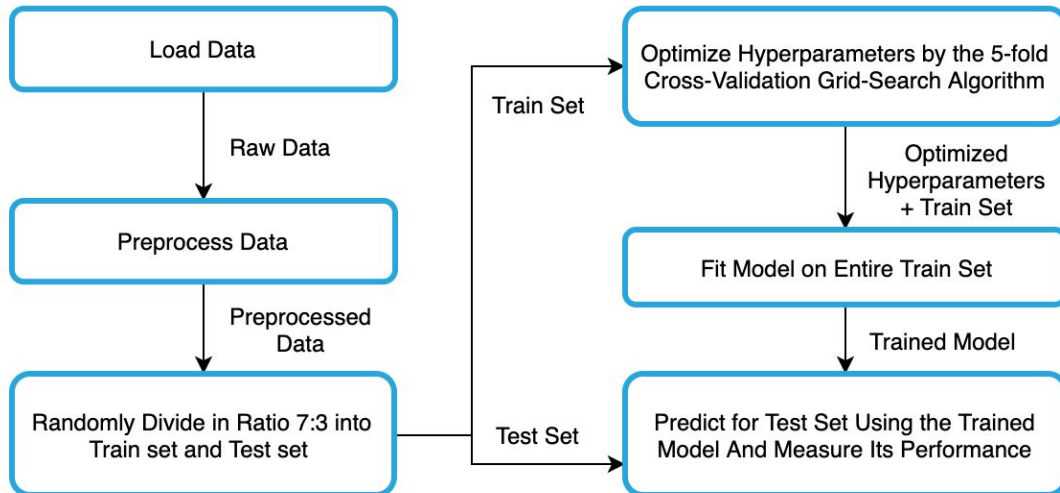 Load Data
Raw Data
Preprocess Data
Preprocessed
Data
Randomly Divide in Ratio 7:3 into
Train set and Test set
Train Set
Test Set
Optimize Hyperparameters by the 5-fold
Cross-Validation Grid-Search Algorithm
Optimized
Hyperparameters
+ Train Set
Fit Model on Entire Train Set
Trained Model
Predict for Test Set Using the Trained
Model And Measure Its Performance